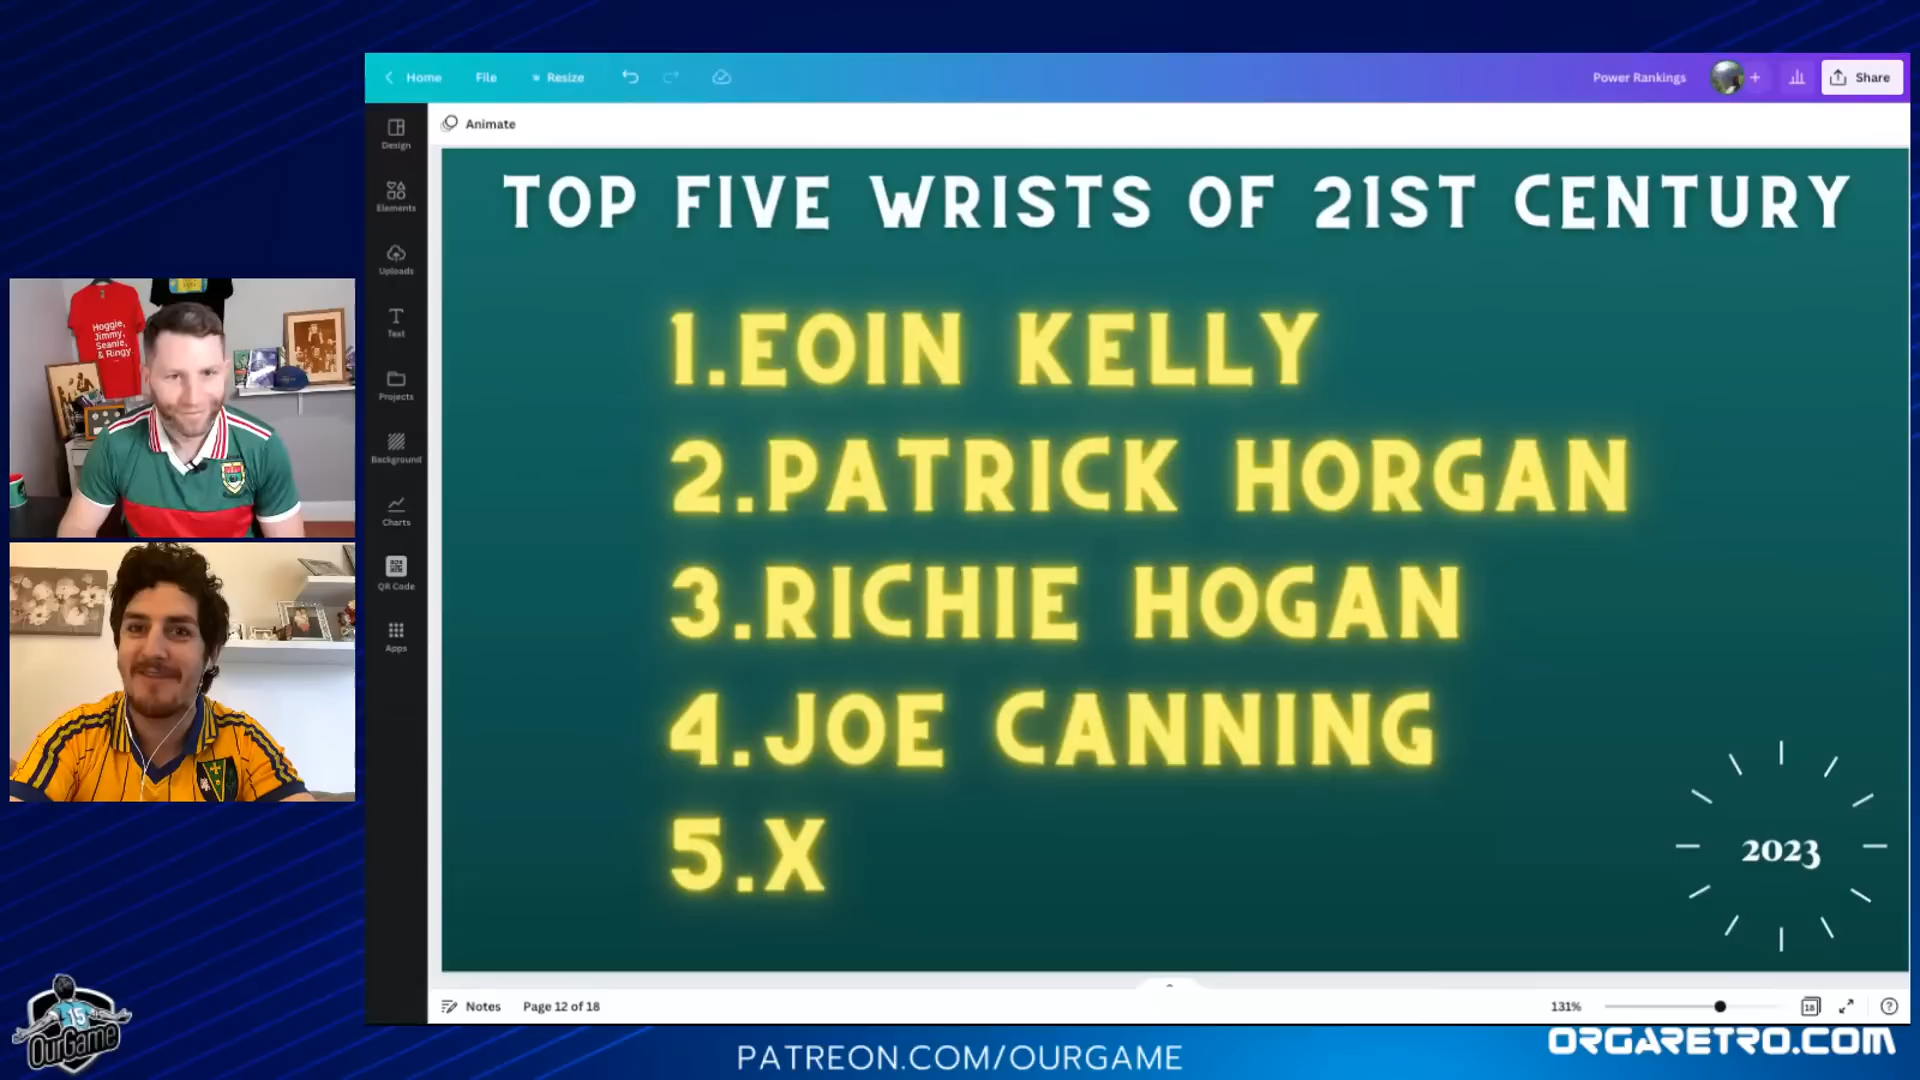 Home File Resize Power Rankings + Share
Animate
Design
Elements
Uploads
Text
Projects
Background
Charts
QR Code
Apps
TOP FIVE WRISTS OF 21ST CENTURY
1.EOIN KELLY
2.PATRICK HORGAN
3.RICHIE HOGAN
4.JOE CANNING
5.X
2023
Hoggie,
Jimmy,
Seanie,
& Ringy.
Notes Page 12 of 18 131% 18 ?
15
OurGame
PATREON.COM/OURGAME
ORGARETRO.COM